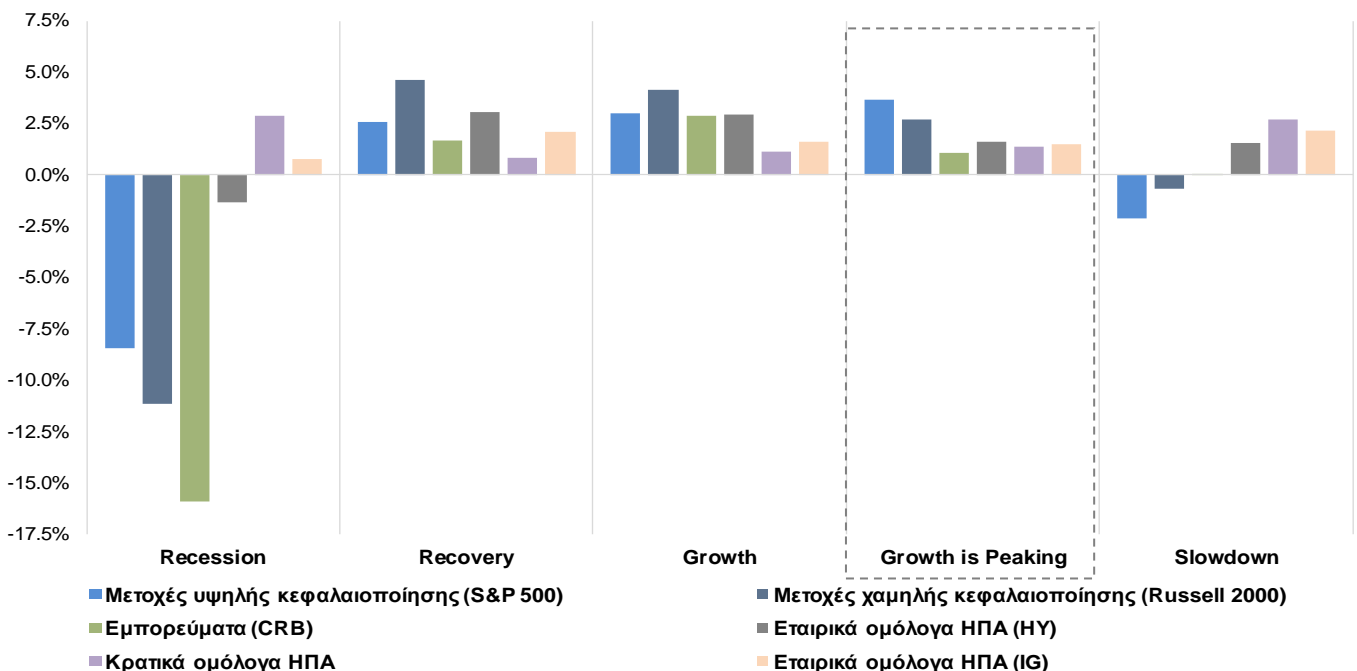 7.5%
5.0%
2.5%
0.0%
-2.5%
-5.0%
-7.5%
-10.0%
-12.5%
-15.0%
-17.5%
Recession Recovery Growth Growth is Peaking Slowdown
Μετοχές υψηλής κεφαλαιοποίησης (S&P 500) Μετοχές χαμηλής κεφαλαιοποίησης (Russell 2000)
Εμπορεύματα (CRB) Εταιρικά ομόλογα ΗΠΑ (HY)
Κρατικά ομόλογα ΗΠΑ Εταιρικά ομόλογα ΗΠΑ (IG)